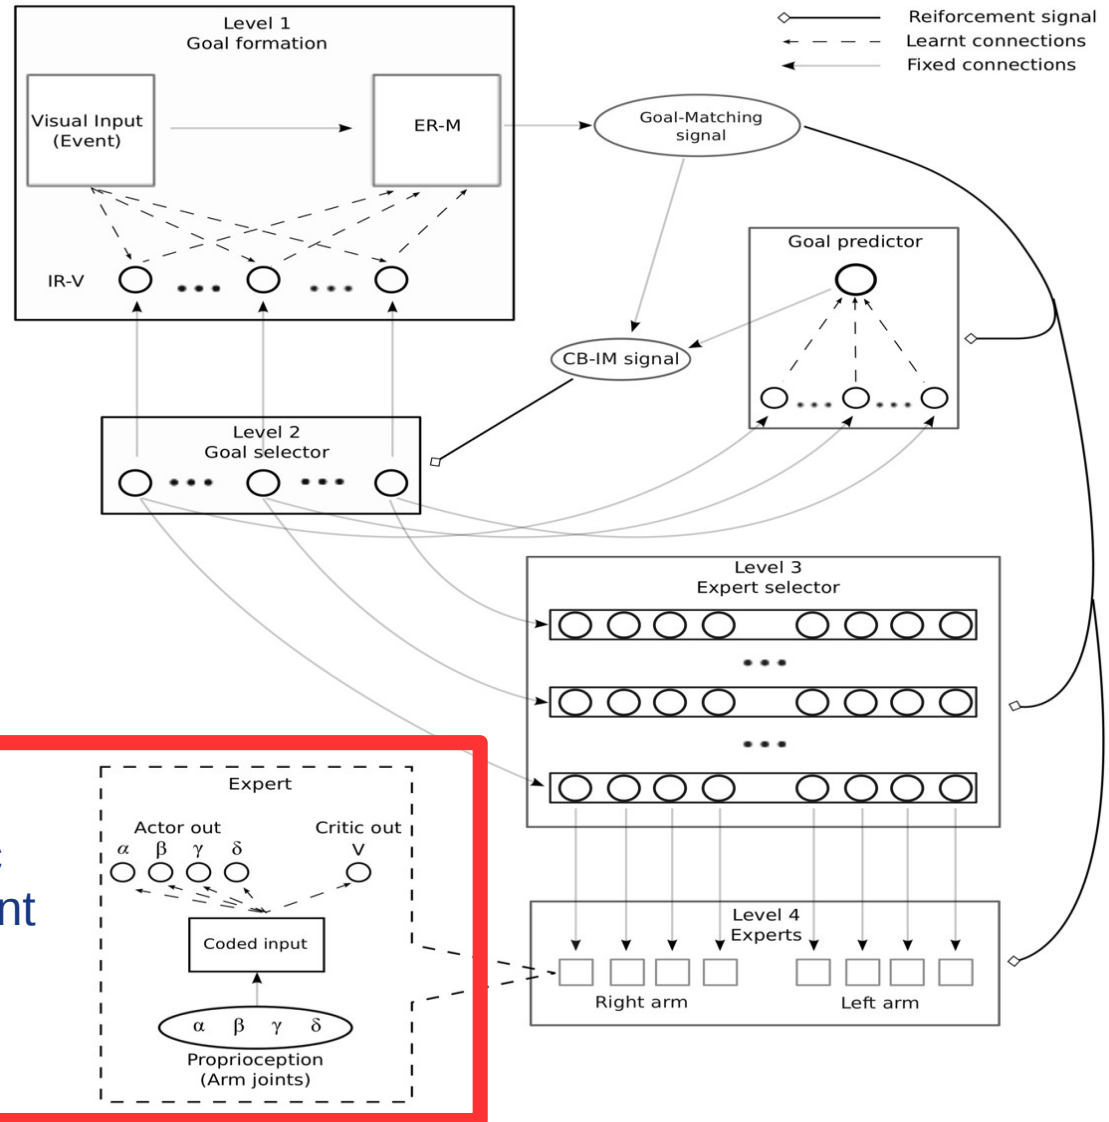 Level 1
Goal formation
Reiforcement signal
Learnt connections
Fixed connections
Visual Input
(Event)
ER-M
Goal-Matching
signal
IR-V
Goal predictor
CB-IM signal
Level 2
Goal selector
Level 3
Expert selector
Expert
Actor out
Critic out
α β γ δ
V
Coded input
α β γ δ
Proprioception
(Arm joints)
Level 4
Experts
Right arm
Left arm